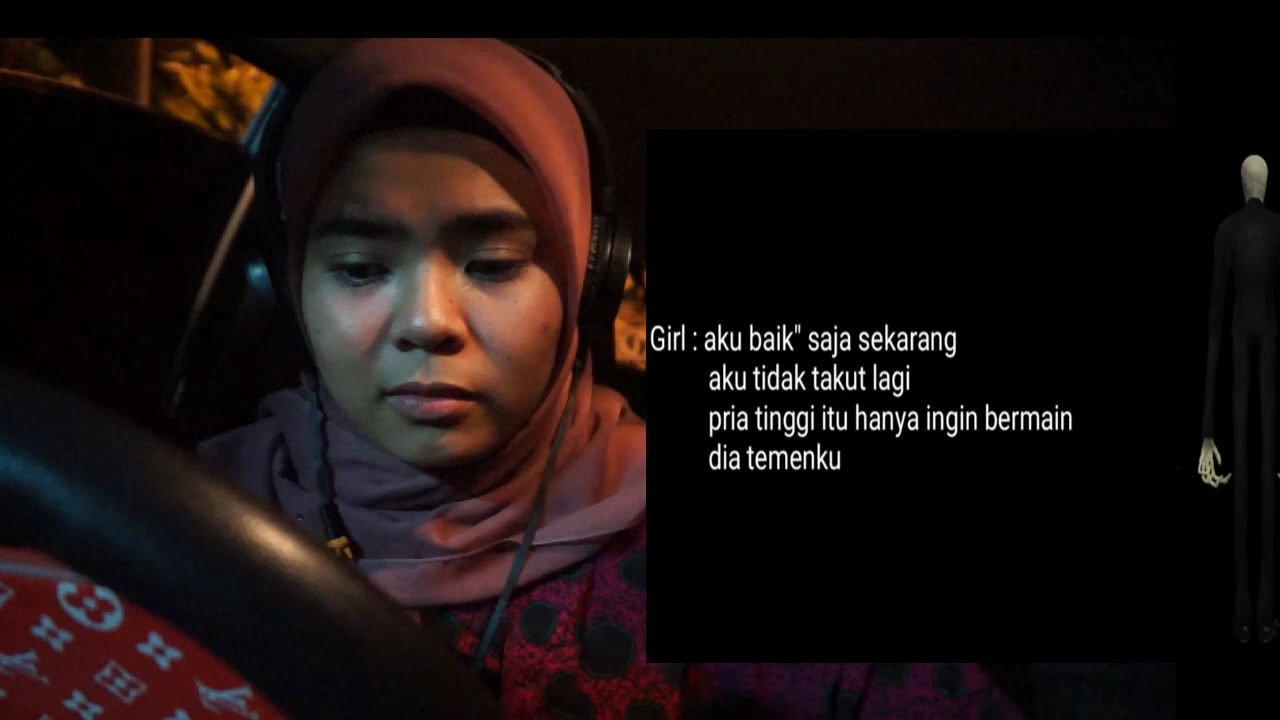 Girl : aku baik" saja sekarang
aku tidak takut lagi
pria tinggi itu hanya ingin bermain
dia temenku